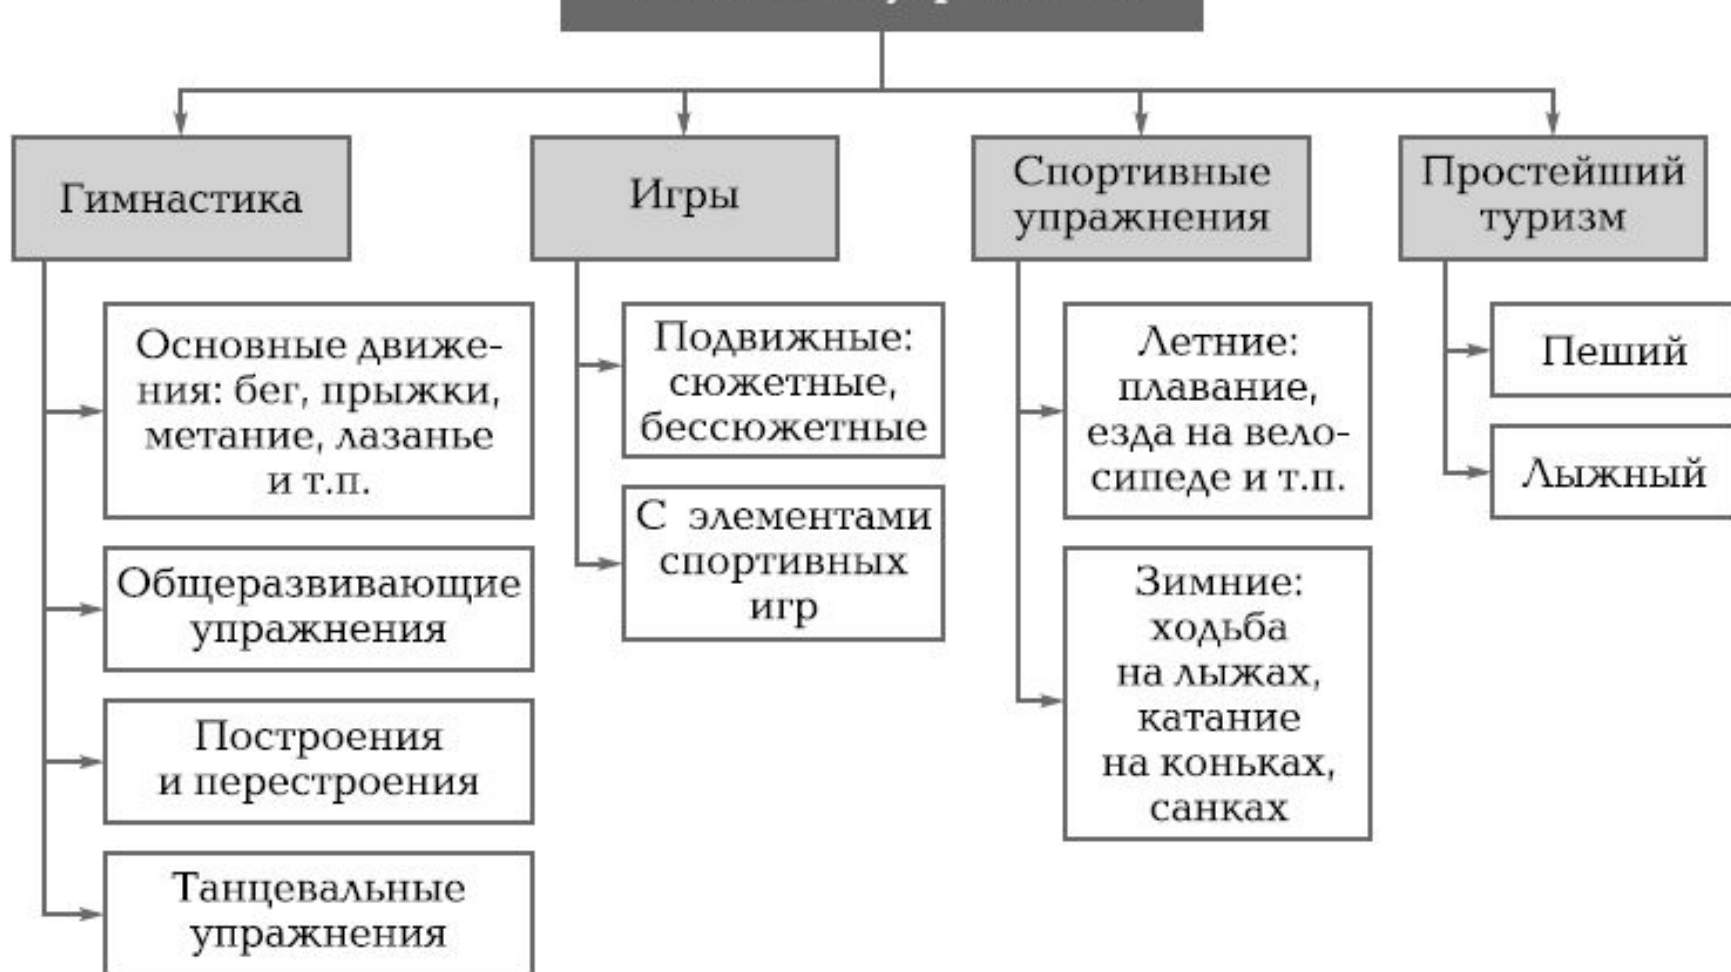 Гимнастика
Игры
Спортивные
упражнения
Простейший
туризм
Основные движе-
ния: бег, прыжки,
метание, лазанье
и т.п.
Общеразвивающие
упражнения
Построения
и перестроения
Танцевальные
упражнения
Подвижные:
сюжетные,
бессюжетные
С элементами
спортивных
игр
Летние:
плавание,
езда на вело-
сипеде и т.п.
Зимние:
ходьба
на лыжах,
катание
на коньках,
санках
Пеший
Лыжный